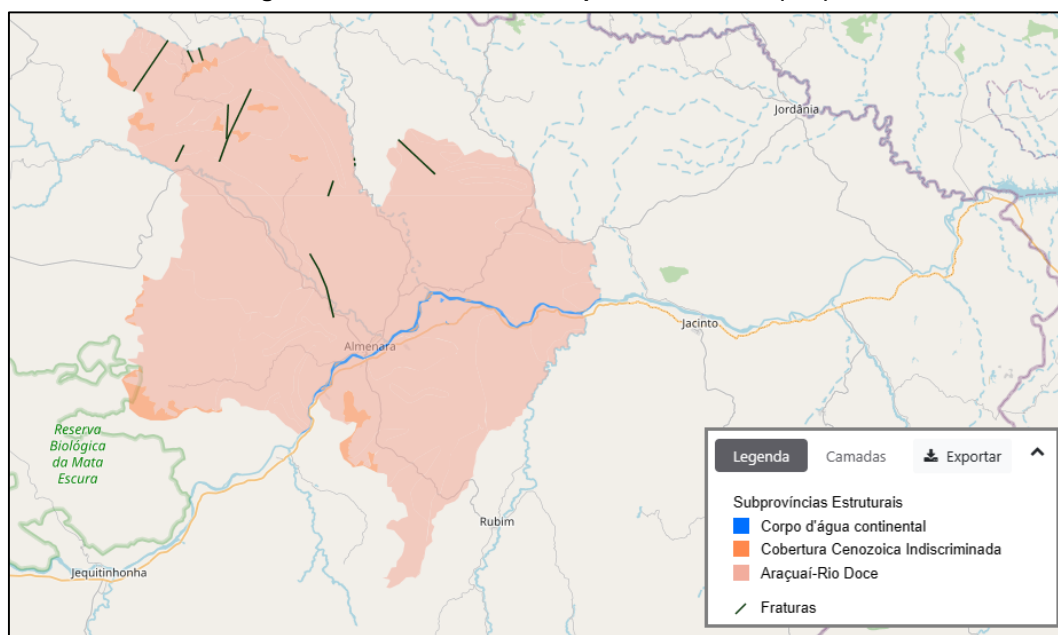 Jordânia
Jacinto
Almenara
Reserva
Biológica
da Mata
Escura
Rubim
Jequitinhonha
Legenda Camadas Exportar
Subprovíncias Estruturais
Corpo d'água continental
Cobertura Cenozoica Indiscriminada
Araçuaí-Rio Doce
Fraturas